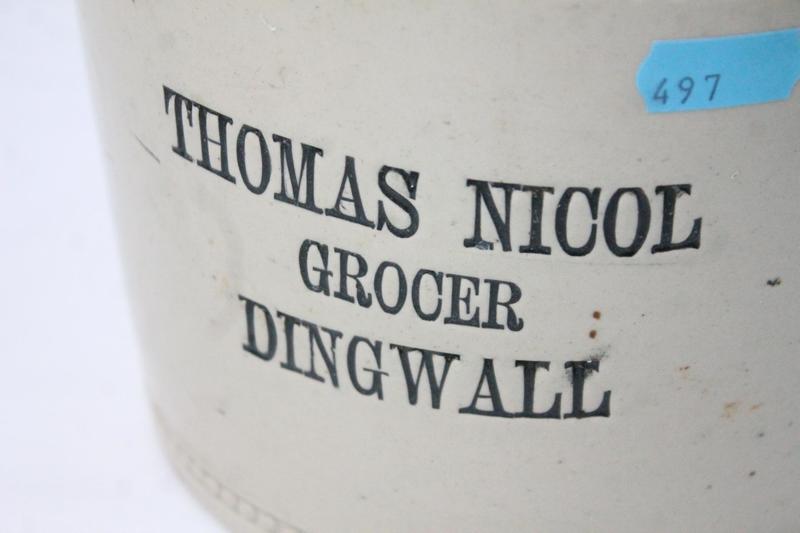 497
THOMAS NICOL
GROCER
DINGWALL